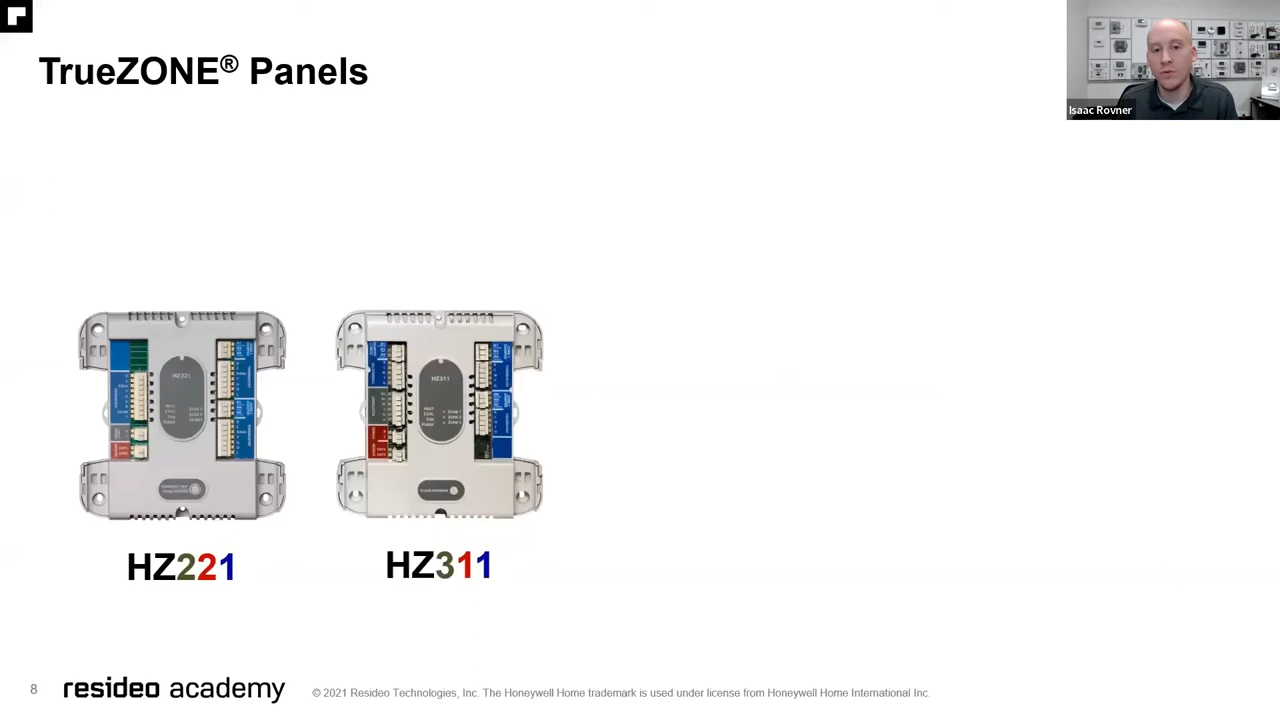 TrueZONE® Panels
Isaac Rovner
HZ221
HZ311
8
resideo academy
© 2021 Resideo Technologies, Inc. The Honeywell Home trademark is used under license from Honeywell Home International Inc.